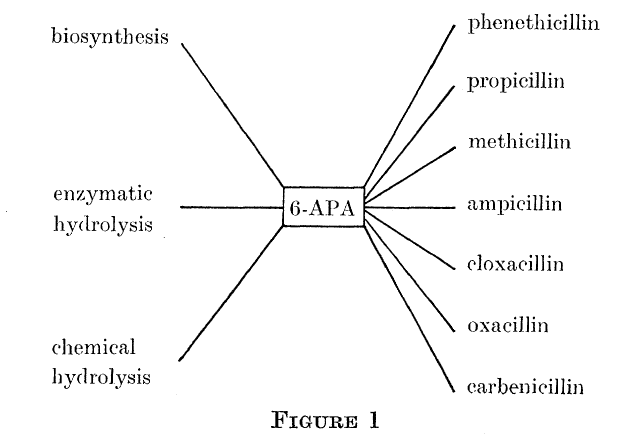 biosynthesis
enzymatic
hydrolysis
chemical
hydrolysis
6-APA
phenethicillin
propicillin
methicillin
ampicillin
cloxacillin
oxacillin
carbenicillin
FIGURE 1